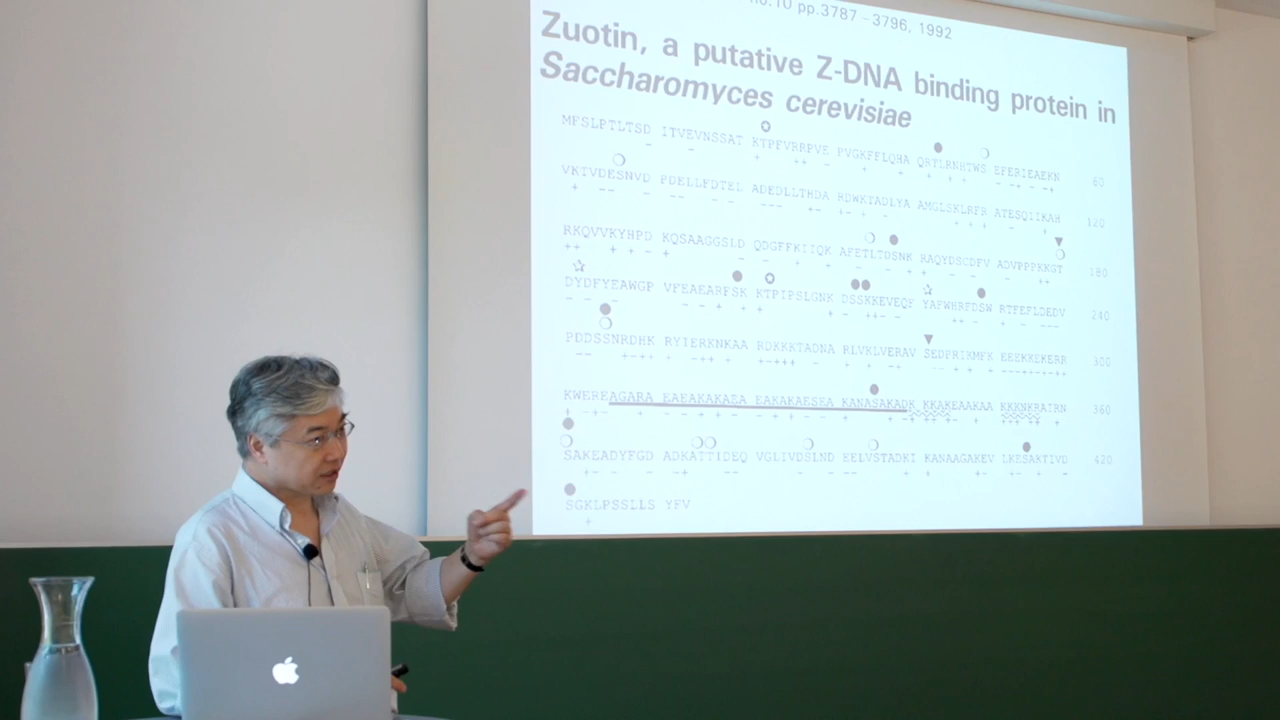 no.10 pp.3787–3796, 1992
Zuotin, a putative Z-DNA binding protein in
Saccharomyces cerevisiae
MFSLPTLTSD ITVEVNSSAT KTPFVRRPVE PVGKFFLQHA QRTLRNHTWS EFERIEAEKN 60
VKTVDESNVD PDELLFDTEL ADEDLLTHDA RDWKTADLYA AMGLSKLRFR ATESQIIKAH 120
RKQVVKYHPD KQSAAGGSLD QDGFFKIIQK AFETLTDSNK RAQYDSCDFV ADVPPPKKGT 180
DYDFYEAWGP VFEAEARFSK KTPIPSLGNK DSSKKEVEQF YAFWHRFDSW RTFEFLDEDV 240
PDDSSNRDHK RYIERKNKAA RDKKKTADNA RLVKLVERAV SEDPRIKMFK EEEKKEKERR 300
KWEREAGARA EAEAKAKAEA EAKAKAESEA KANASAKADK KKAKEAAKAA KKKNKRAIRN 360
SAKEADYFGD ADKATTIDEQ VGLIVDSLND EELVSTADKI KANAAGAKEV LKESAKTIVD 420
SGKLPSSLLS YFV